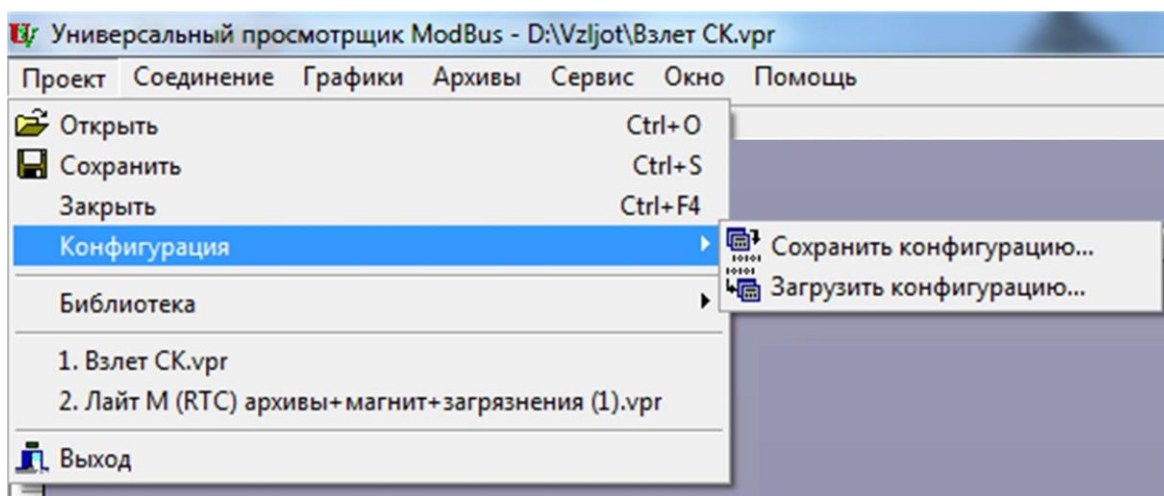 Универсальный просмотрщик ModBus - D:\Vzljot\Взлет СК.vpr
Проект Соединение Графики Архивы Сервис Окно Помощь
Открыть Ctrl+O
Сохранить Ctrl+S
Закрыть Ctrl+F4
Конфигурация
Сохранить конфигурацию...
Загрузить конфигурацию...
Библиотека
1. Взлет СК.vpr
2. Лайт М (RTC) архивы+магнит+загрязнения (1).vpr
Выход